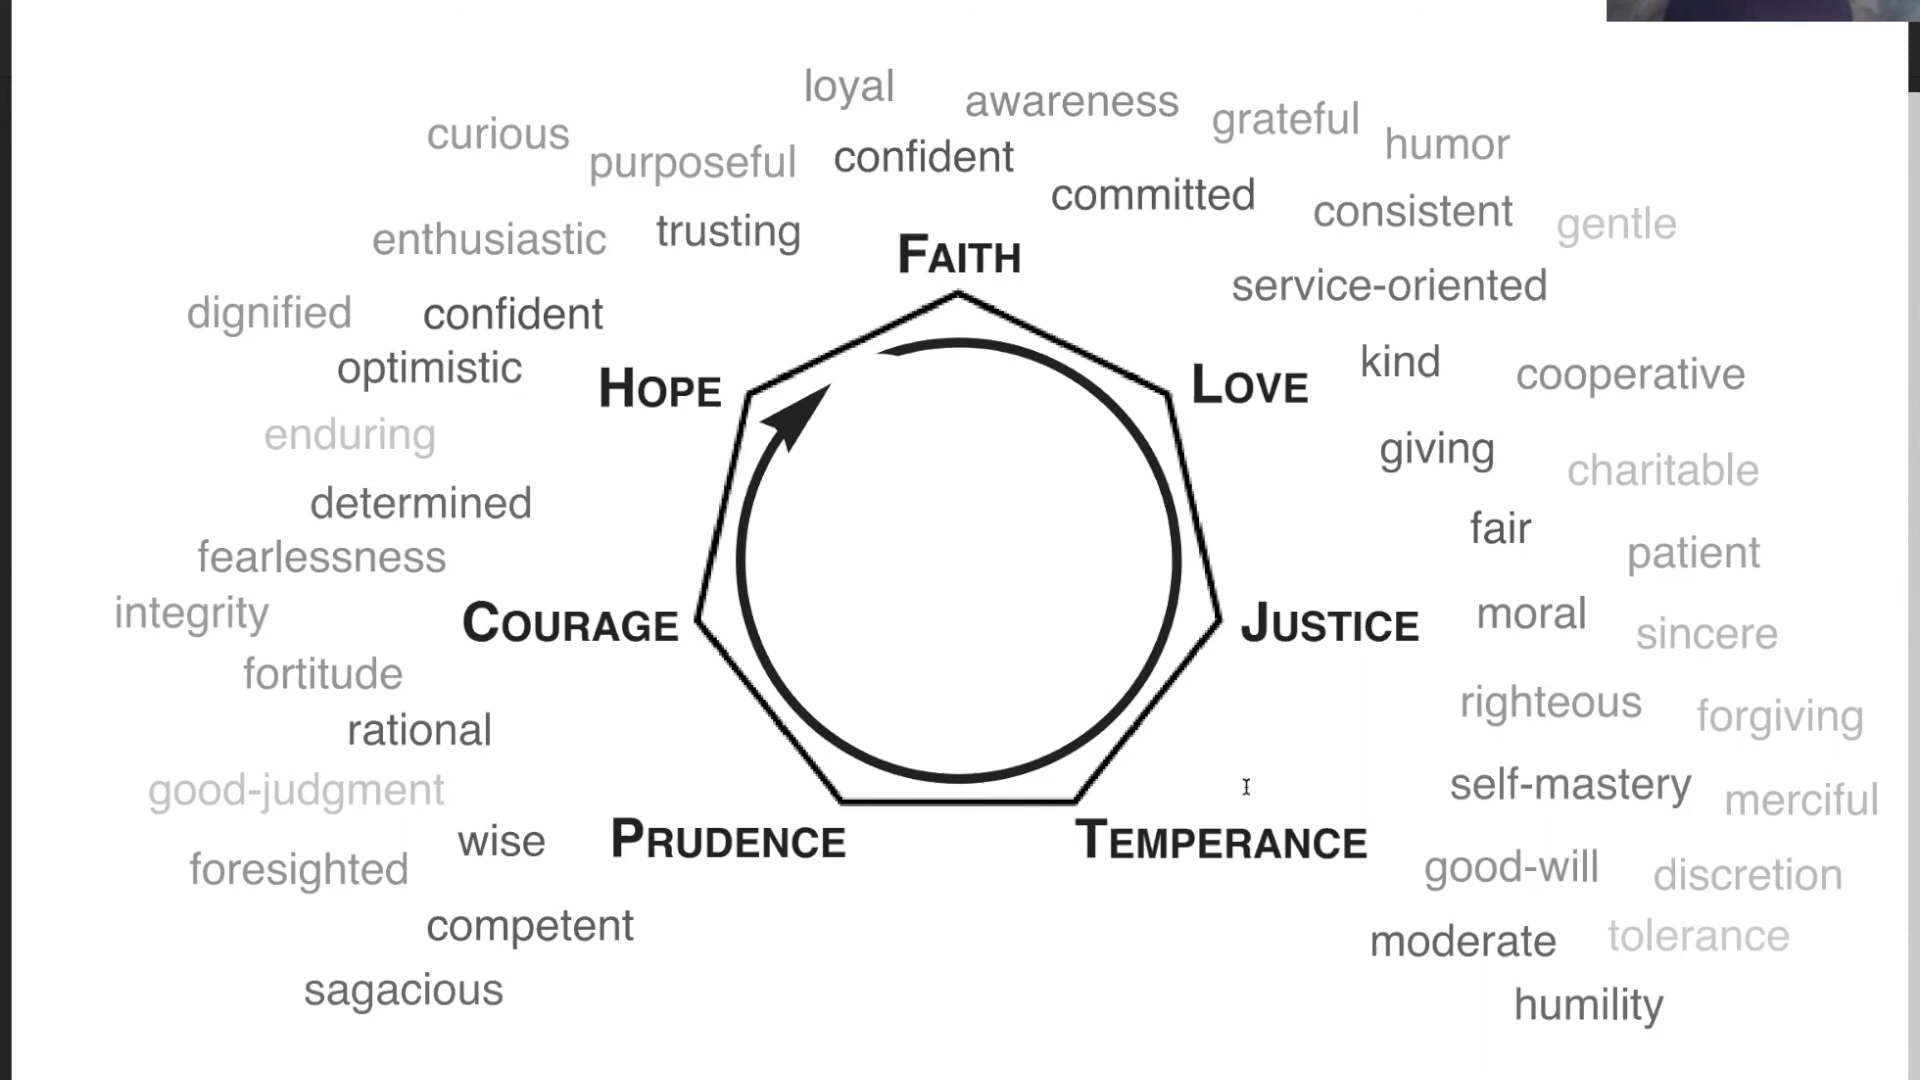 loyal
awareness
grateful
curious
humor
purposeful
confident
committed
consistent
gentle
enthusiastic
trusting
FAITH
service-oriented
dignified
confident
optimistic
HOPE
LOVE
kind
cooperative
enduring
giving
charitable
determined
fair
fearlessness
patient
integrity
COURAGE
JUSTICE
moral
sincere
fortitude
righteous
forgiving
rational
good-judgment
self-mastery
merciful
wise
PRUDENCE
TEMPERANCE
foresighted
good-will
discretion
competent
moderate
tolerance
sagacious
humility